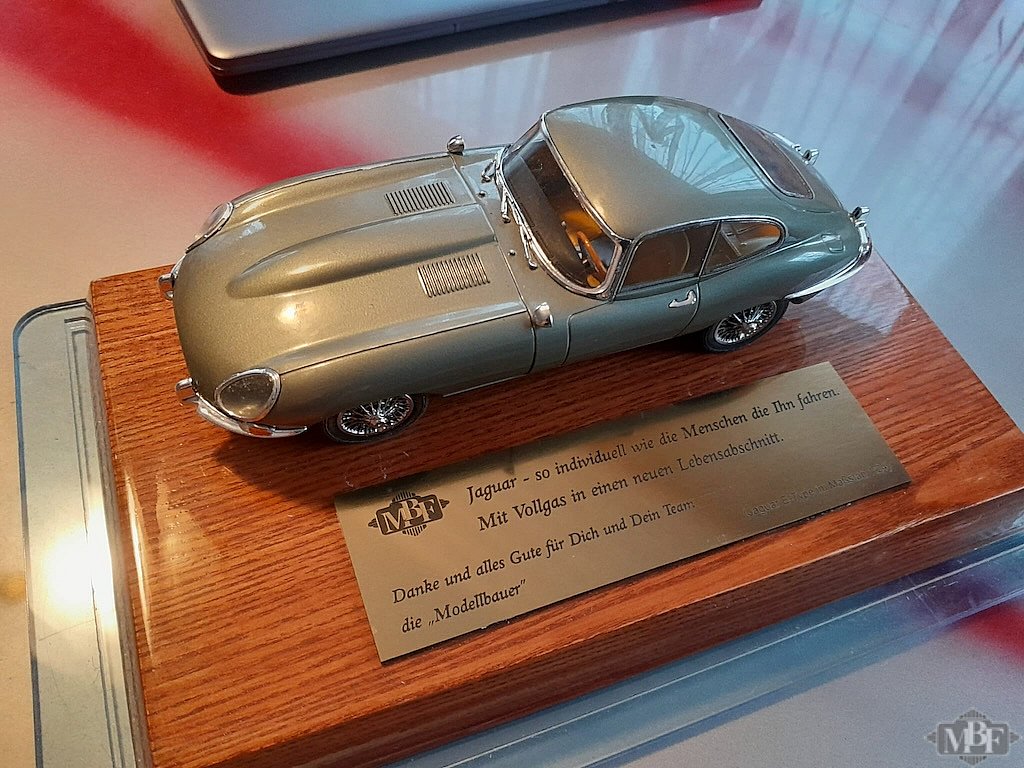 MBF
Jaguar - so individuell wie die Menschen die Ihn fahren.
Mit Vollgas in einen neuen Lebensabschnitt.
Danke und alles Gute für Dich und Dein Team
die „Modellbauer"
MBF